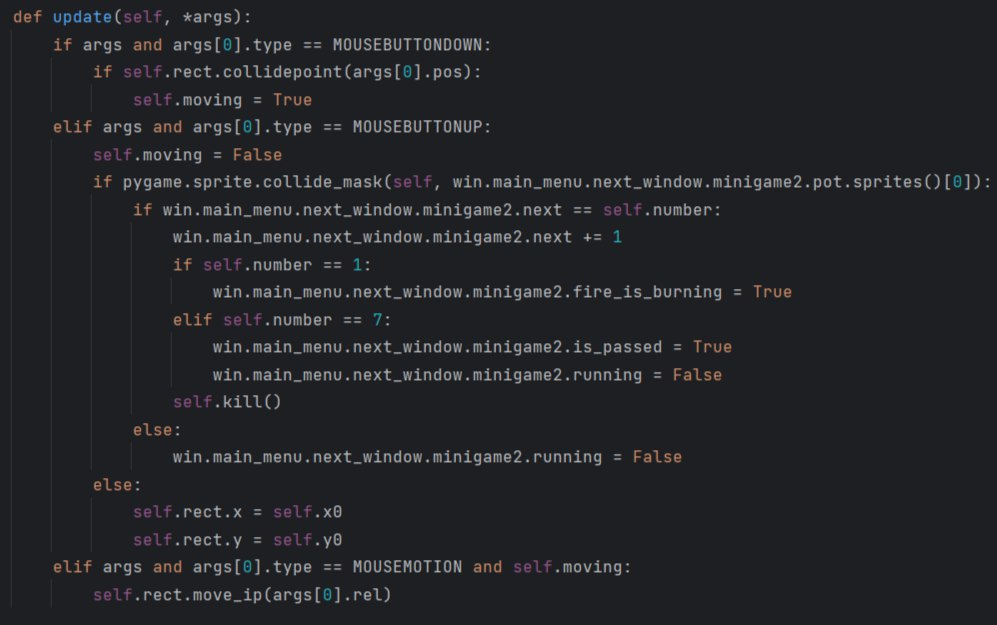 def update(self, *args):
    if args and args[0].type == MOUSEBUTTONDOWN:
        if self.rect.collidepoint(args[0].pos):
            self.moving = True
    elif args and args[0].type == MOUSEBUTTONUP:
        self.moving = False
        if pygame.sprite.collide_mask(self, win.main_menu.next_window.minigame2.pot.sprites()[0]):
            if win.main_menu.next_window.minigame2.next == self.number:
                win.main_menu.next_window.minigame2.next += 1
                if self.number == 1:
                    win.main_menu.next_window.minigame2.fire_is_burning = True
                elif self.number == 7:
                    win.main_menu.next_window.minigame2.is_passed = True
                    win.main_menu.next_window.minigame2.running = False
                self.kill()
            else:
                win.main_menu.next_window.minigame2.running = False
        else:
            self.rect.x = self.x0
            self.rect.y = self.y0
    elif args and args[0].type == MOUSEMOTION and self.moving:
        self.rect.move_ip(args[0].rel)